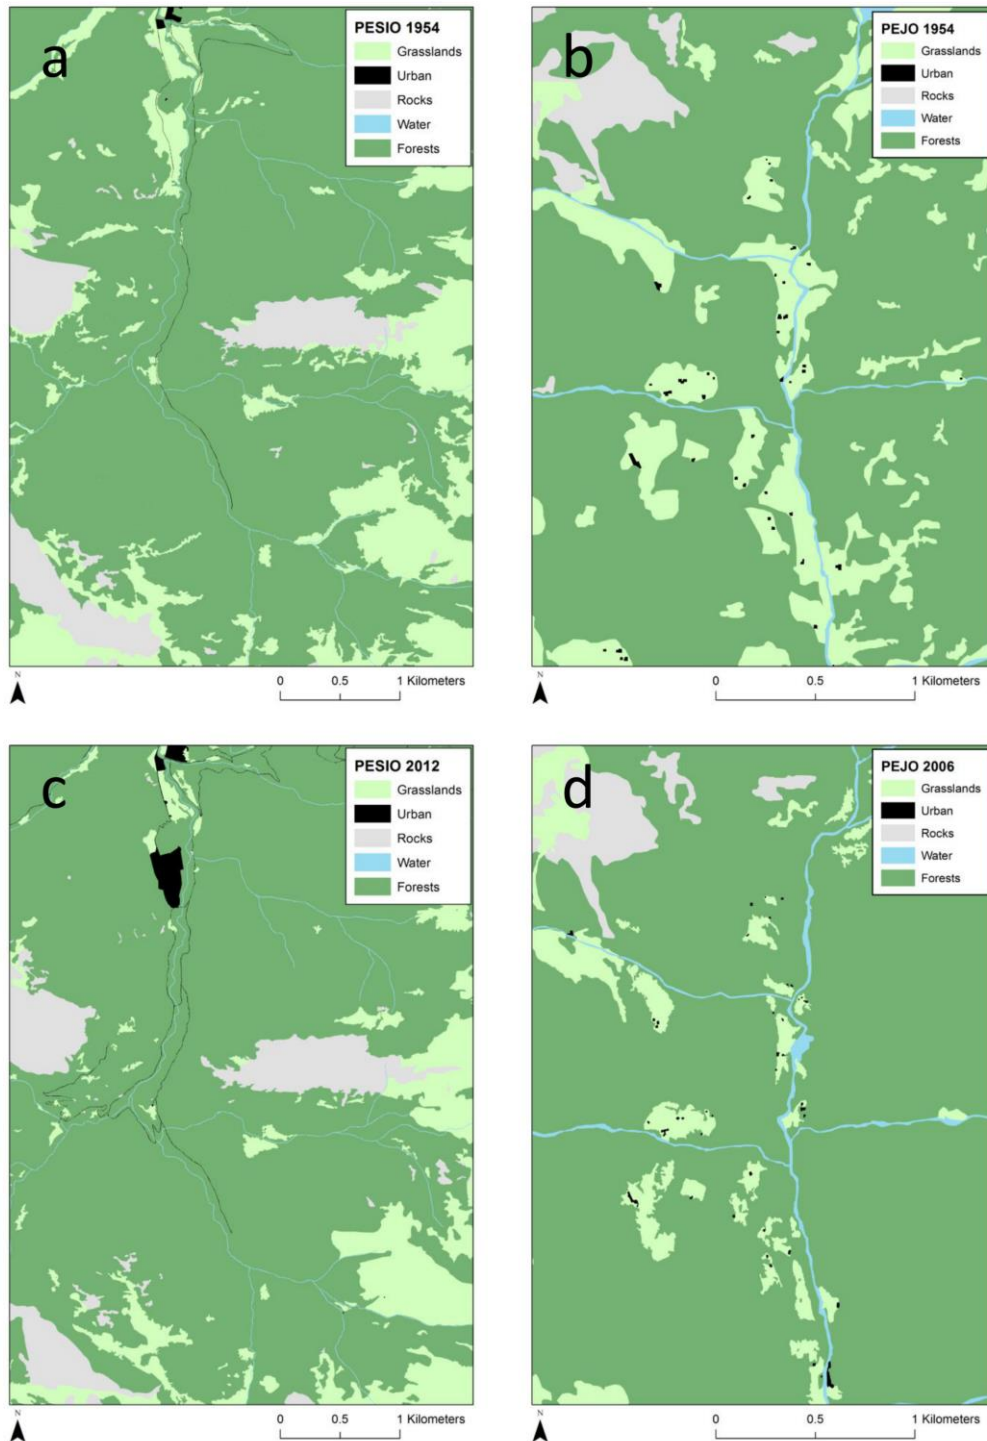 a
PESIO 1954
Grasslands
Urban
Rocks
Water
Forests
N
0 0.5 1 Kilometers
b
PEJO 1954
Grasslands
Urban
Rocks
Water
Forests
N
0 0.5 1 Kilometers
c
PESIO 2012
Grasslands
Urban
Rocks
Water
Forests
N
0 0.5 1 Kilometers
d
PEJO 2006
Grasslands
Urban
Rocks
Water
Forests
N
0 0.5 1 Kilometers